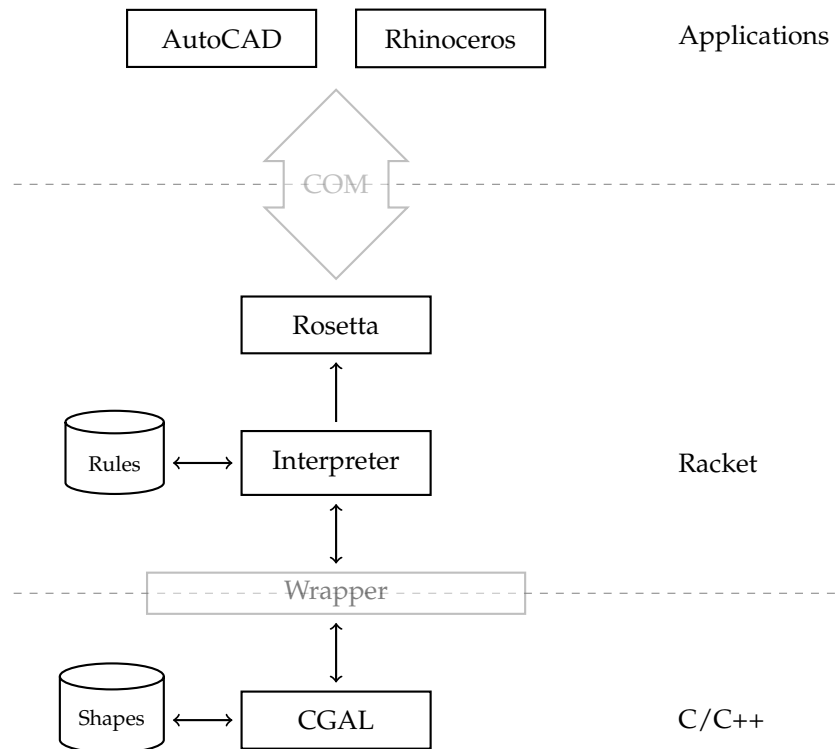 AutoCAD Rhinoceros Applications
COM
Rosetta
Rules Interpreter Racket
Wrapper
Shapes CGAL C/C++